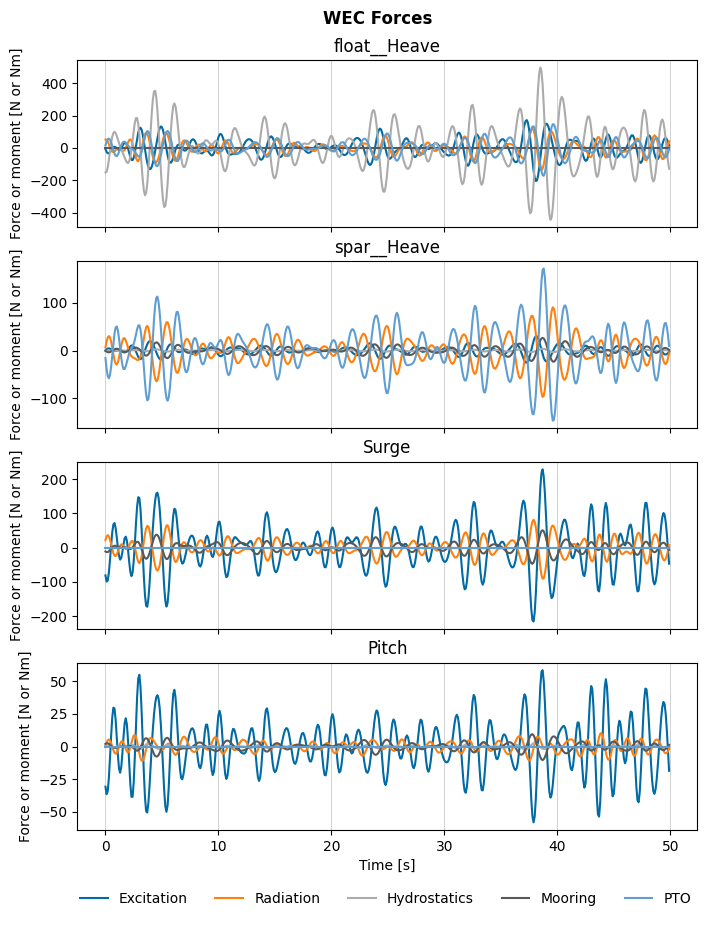 WEC Forces
float__Heave
Force or moment [N or Nm]
400
200
0
−200
−400
spar__Heave
Force or moment [N or Nm]
100
0
−100
Surge
Force or moment [N or Nm]
200
100
0
−100
−200
Pitch
Force or moment [N or Nm]
50
25
0
−25
−50
0 10 20 30 40 50
Time [s]
Excitation Radiation Hydrostatics Mooring PTO